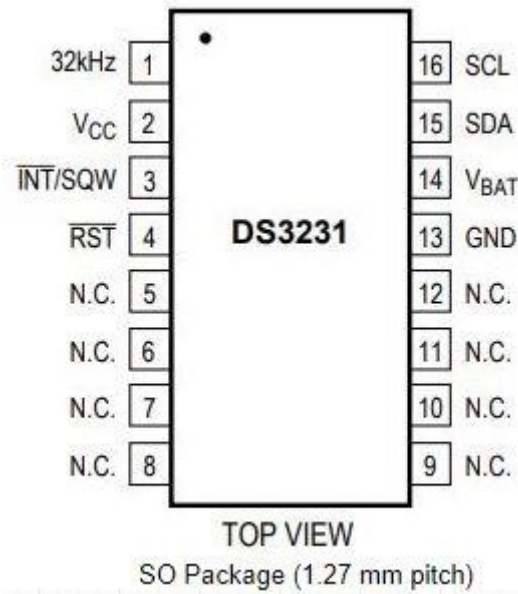 32kHz 1 16 SCL
VCC 2 15 SDA
INT/SQW 3 14 VBAT
RST 4 DS3231 13 GND
N.C. 5 12 N.C.
N.C. 6 11 N.C.
N.C. 7 10 N.C.
N.C. 8 9 N.C.
TOP VIEW
SO Package (1.27 mm pitch)